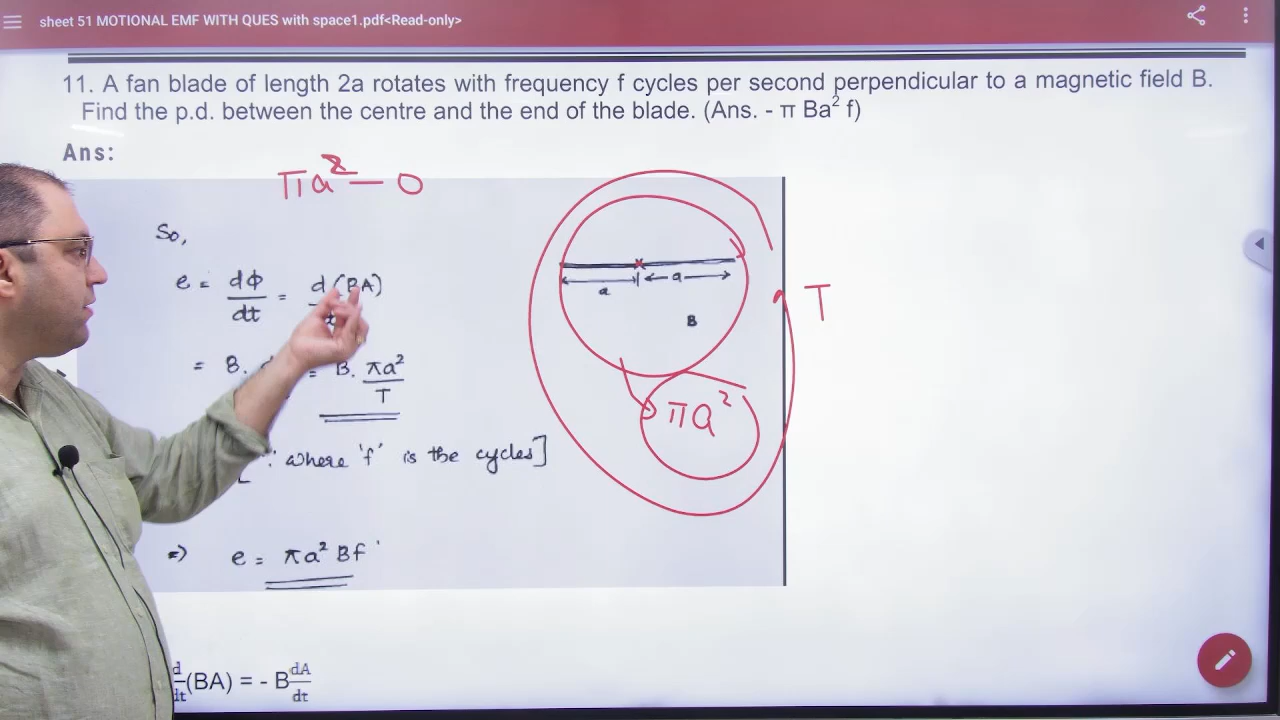 sheet 51 MOTIONAL EMF WITH QUES with space1.pdf<Read-only>
11. A fan blade of length 2a rotates with frequency f cycles per second perpendicular to a magnetic field B.
Find the p.d. between the centre and the end of the blade. (Ans. - π Ba² f)
Ans:
πa² — 0
So,
e = dϕ/dt = d (BA)
= B. = B. πa²/T
where 'f' is the cycles]
⇒ e = πa² Bf
a a
B
T
πa²
d/dt (BA) = - B dA/dt